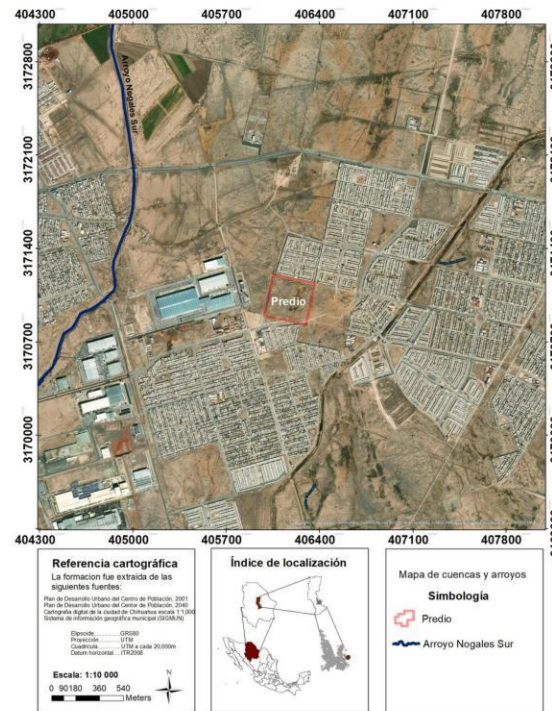 404300 405000 405700 406400 407100 407800
3172800
3172100
3171400
3170700
3170000
Arroyo Nogales Sur
Predio
404300 405000 405700 406400 407100 407800
Referencia cartográfica
La formacion fue extraida de las
siguientes fuentes:
Plan de Desarrollo Urbano del Centro de Población, 2001
Plan de Desarrollo Urbano del Centor de Población, 2040
Cartografía digital de la ciudad de Chihuahua escala 1:1,000
Sistema de información geográfica municipal (SIGMUN)
Elipsoide.............GRS80
Proyección..........UTM
Cuadrícula...........UTM a cada 20,000m
Datum horizontal....ITR2008
Escala: 1:10 000
0 90180 360 540
Meters
N
Índice de localización
Mapa de cuencas y arroyos
Simbología
Predio
Arroyo Nogales Sur